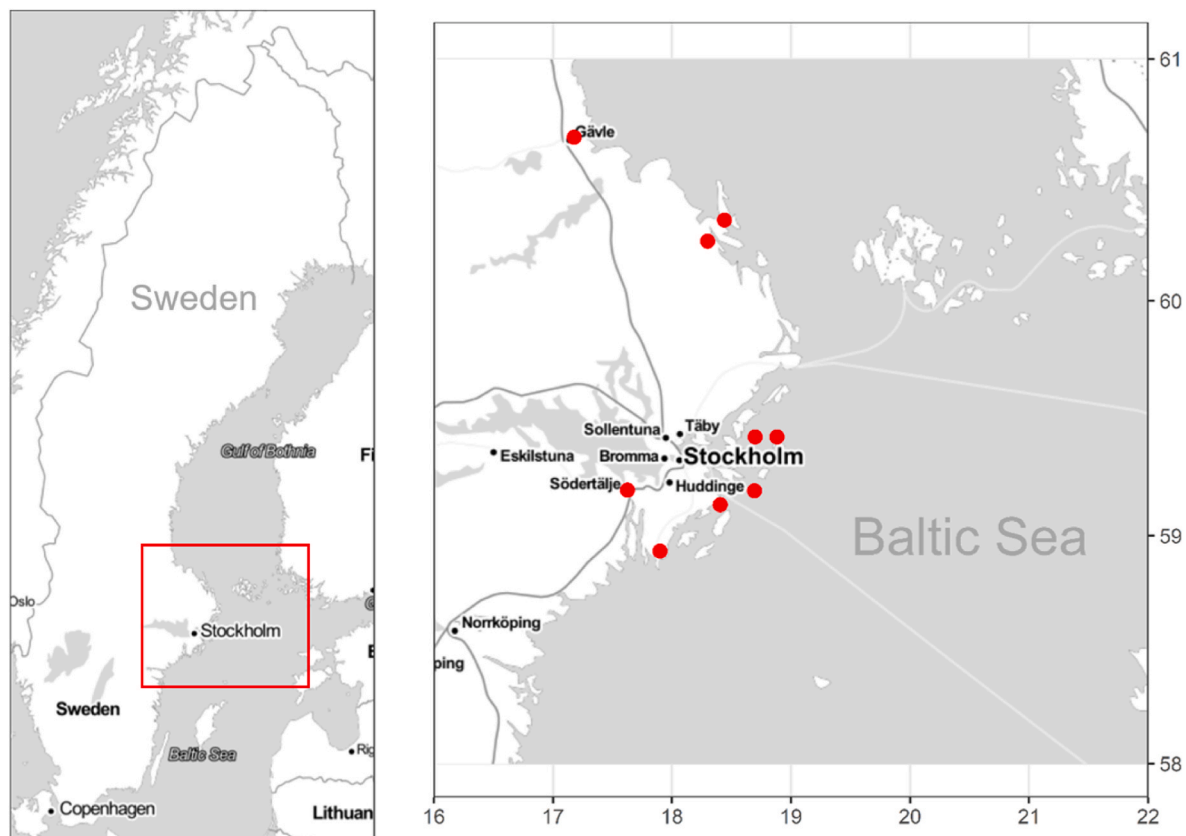 Sweden
Gulf of Bothnia
Fi
Oslo
Stockholm
G
E
Sweden
Baltic Sea
Rig
Copenhagen
Lithuan
Gävle
Täby
Sollentuna
Stockholm
Eskilstuna
Bromma
Södertälje
Huddinge
Baltic Sea
Norrköping
ping
61
60
59
58
16
17
18
19
20
21
22